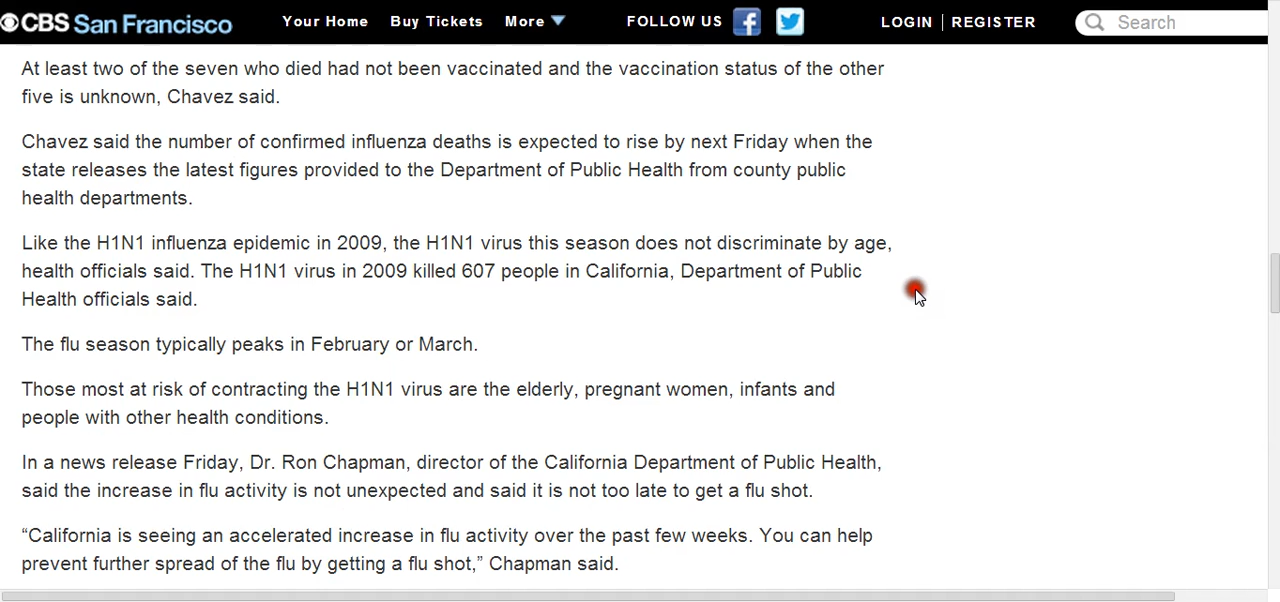 CBS San Francisco Your Home Buy Tickets More FOLLOW US LOGIN REGISTER Search
At least two of the seven who died had not been vaccinated and the vaccination status of the other
five is unknown, Chavez said.
Chavez said the number of confirmed influenza deaths is expected to rise by next Friday when the
state releases the latest figures provided to the Department of Public Health from county public
health departments.
Like the H1N1 influenza epidemic in 2009, the H1N1 virus this season does not discriminate by age,
health officials said. The H1N1 virus in 2009 killed 607 people in California, Department of Public
Health officials said.
The flu season typically peaks in February or March.
Those most at risk of contracting the H1N1 virus are the elderly, pregnant women, infants and
people with other health conditions.
In a news release Friday, Dr. Ron Chapman, director of the California Department of Public Health,
said the increase in flu activity is not unexpected and said it is not too late to get a flu shot.
“California is seeing an accelerated increase in flu activity over the past few weeks. You can help
prevent further spread of the flu by getting a flu shot,” Chapman said.